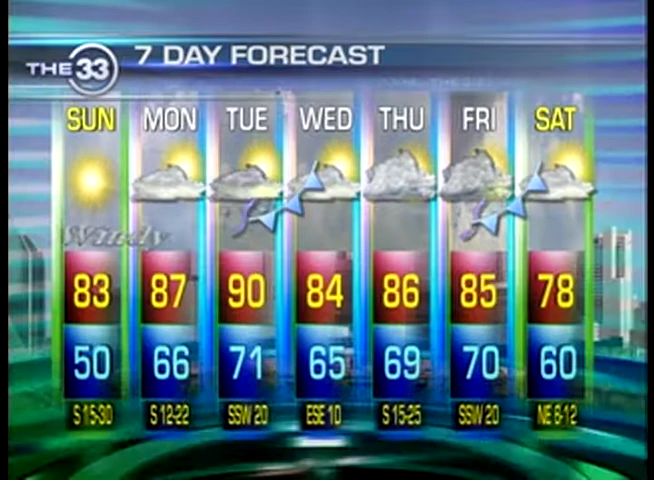 THE 33
7 DAY FORECAST
SUN MON TUE WED THU FRI SAT
Windy
83 87 90 84 86 85 78
50 66 71 65 69 70 60
S 15-30 S 12-22 SSW 20 ESE 10 S 15-25 SSW 20 NE 8-12